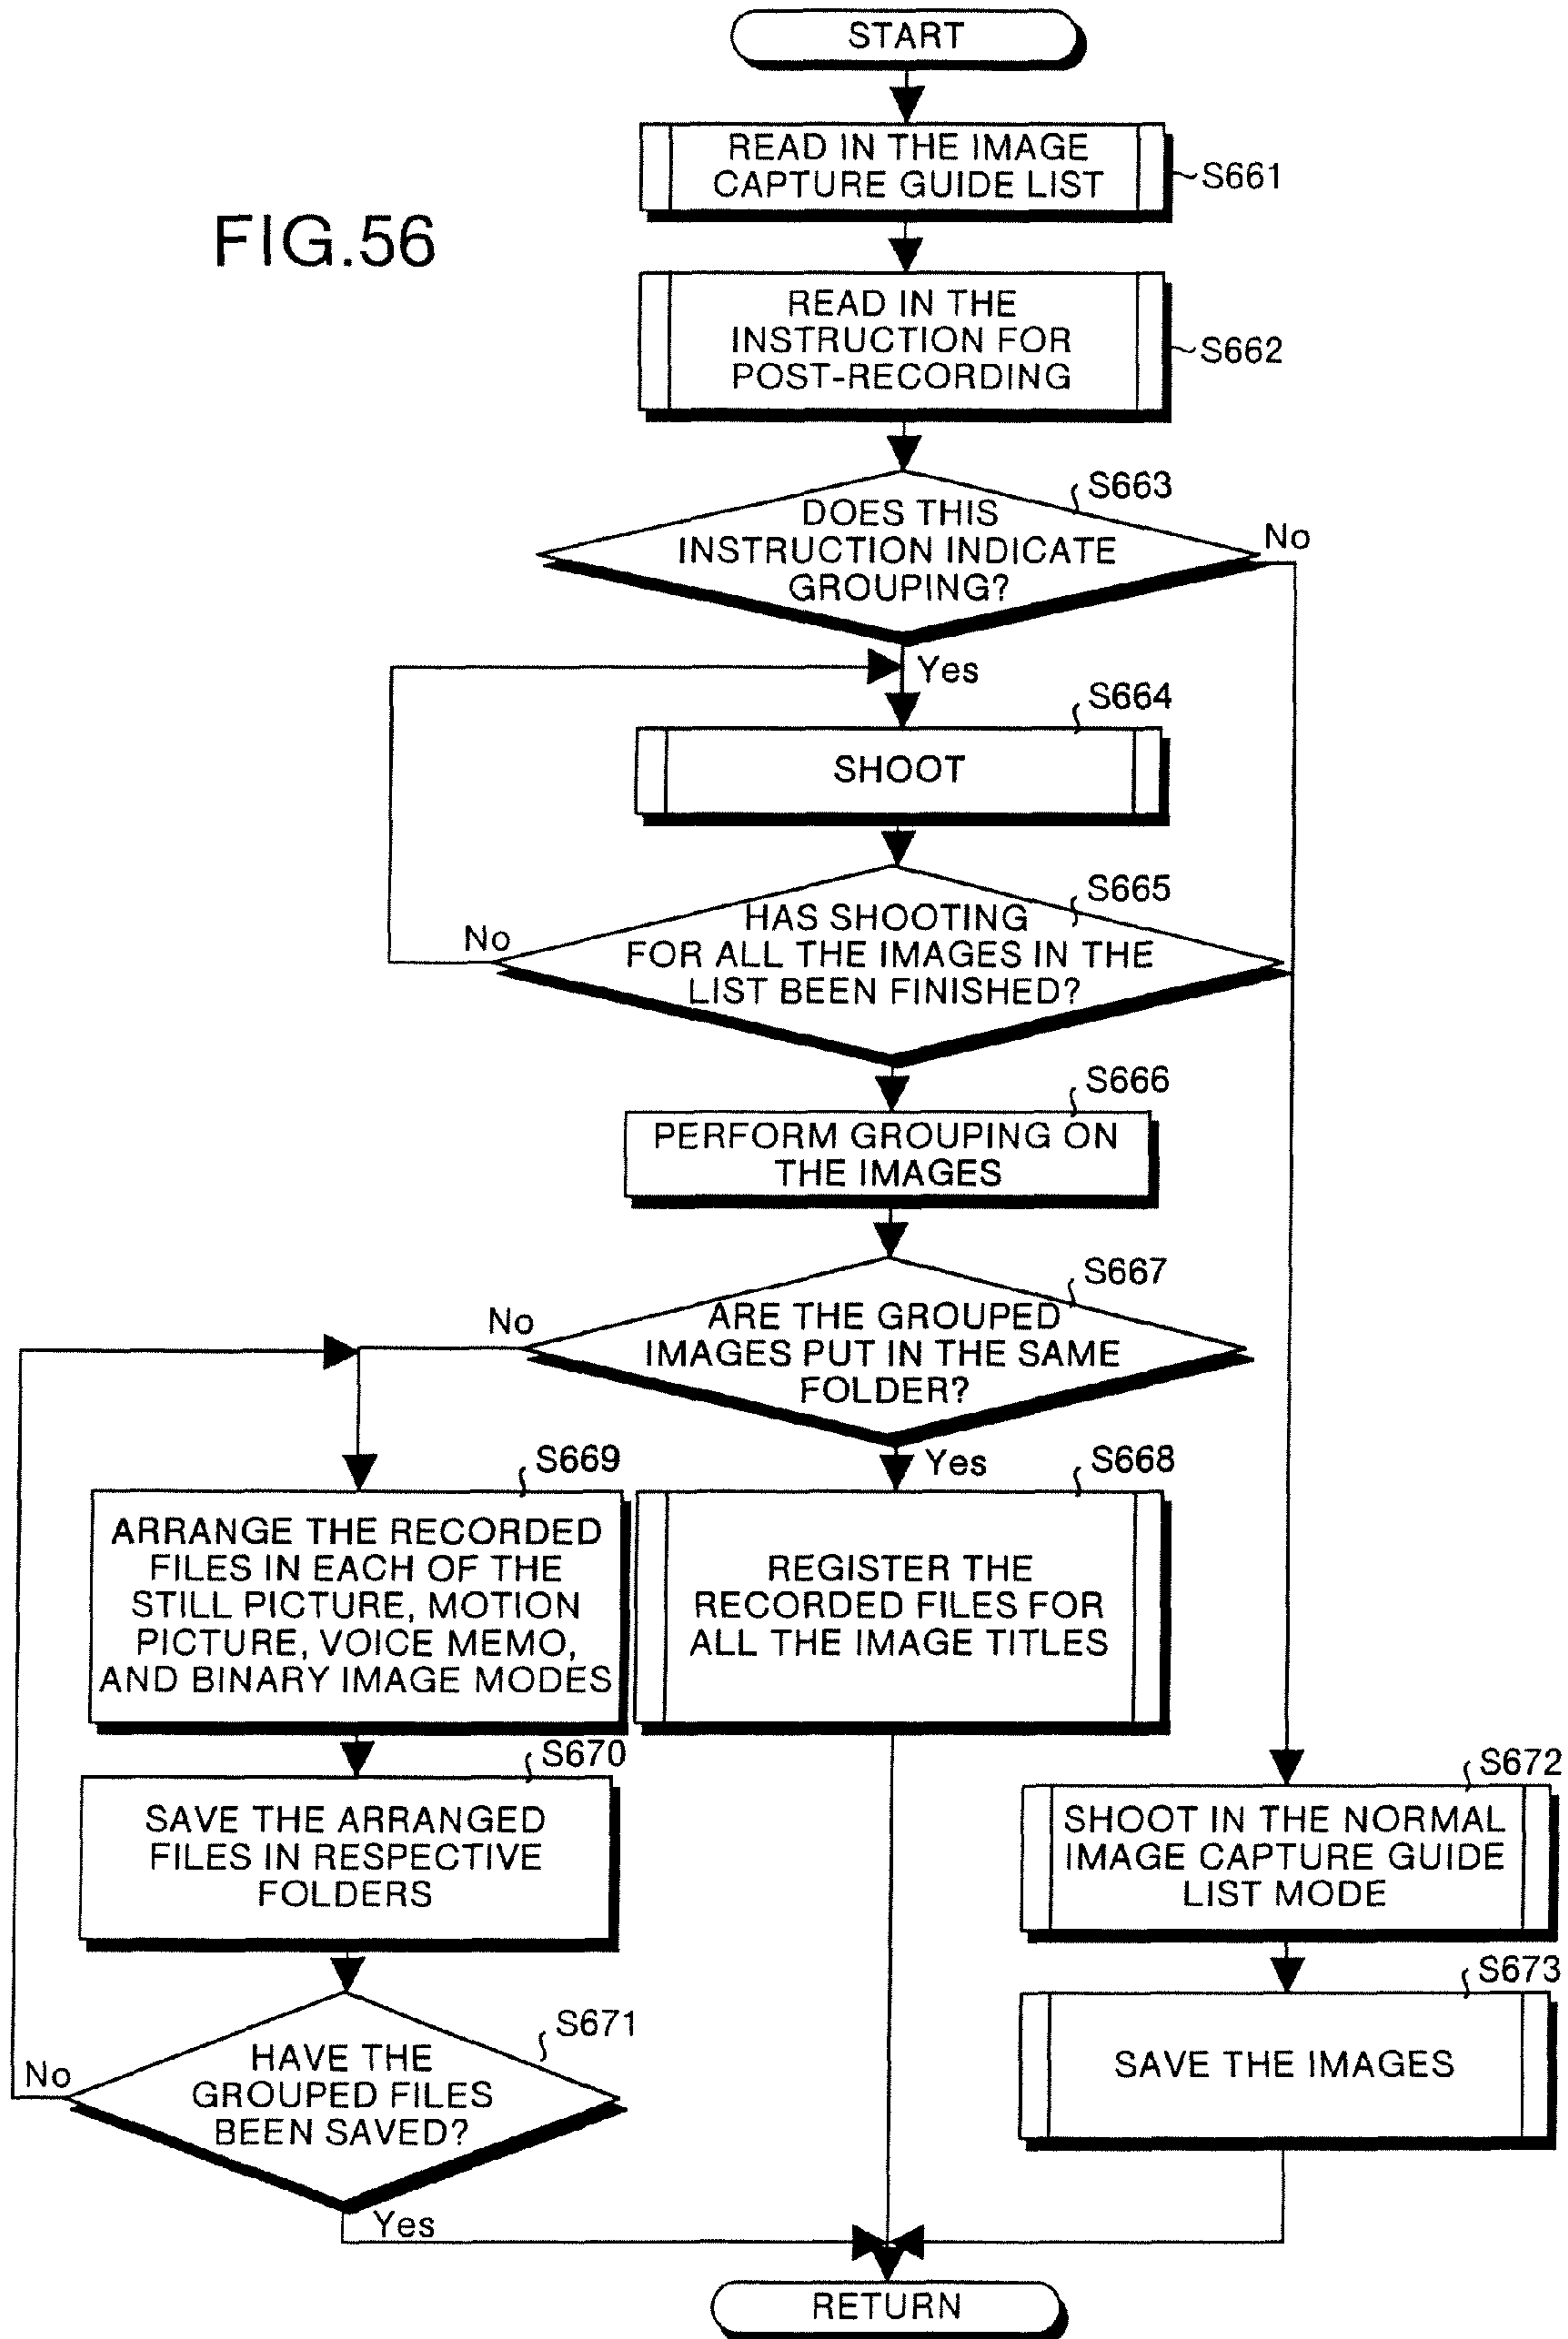 START
READ IN THE IMAGE
CAPTURE GUIDE LIST
S661
FIG.56
READ IN THE
INSTRUCTION FOR
POST-RECORDING
S662
S663
DOES THIS
INSTRUCTION INDICATE
GROUPING?
No
Yes
S664
SHOOT
S665
HAS SHOOTING
FOR ALL THE IMAGES IN THE
LIST BEEN FINISHED?
No
S666
PERFORM GROUPING ON
THE IMAGES
S667
ARE THE GROUPED
IMAGES PUT IN THE SAME
FOLDER?
No
Yes
S669
ARRANGE THE RECORDED
FILES IN EACH OF THE
STILL PICTURE, MOTION
PICTURE, VOICE MEMO,
AND BINARY IMAGE MODES
S668
REGISTER THE
RECORDED FILES FOR
ALL THE IMAGE TITLES
S670
SAVE THE ARRANGED
FILES IN RESPECTIVE
FOLDERS
S672
SHOOT IN THE NORMAL
IMAGE CAPTURE GUIDE
LIST MODE
S671
HAVE THE
GROUPED FILES
BEEN SAVED?
No
Yes
S673
SAVE THE IMAGES
RETURN